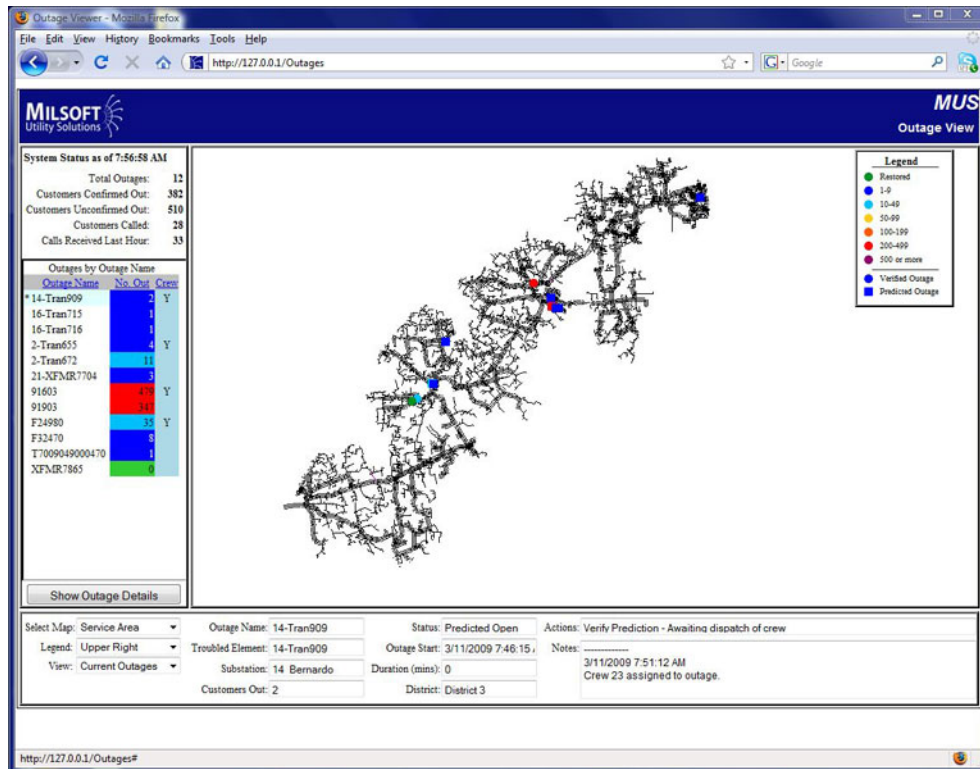 Outage Viewer - Mozilla Firefox
File Edit View History Bookmarks Tools Help
http://127.0.0.1/Outages
Google
MILSOFT
Utility Solutions
MUS
Outage View
System Status as of 7:56:58 AM
Total Outages: 12
Customers Confirmed Out: 382
Customers Unconfirmed Out: 510
Customers Called: 28
Calls Received Last Hour: 33
Outages by Outage Name
Outage Name No. Out Crew
*14-Tran909 2 Y
16-Tran715 1
16-Tran716 1
2-Tran655 4 Y
2-Tran672 11
21-XFMR7704 3
91603 479 Y
91903 347
F24980 35 Y
F32470 8
T7009049000470 1
XFMR7865 0
Show Outage Details
Legend
Restored
1-9
10-49
50-99
100-199
200-499
500 or more
Verified Outage
Predicted Outage
Select Map: Service Area
Legend: Upper Right
View: Current Outages
Outage Name: 14-Tran909
Troubled Element: 14-Tran909
Substation: 14 Bernardo
Customers Out: 2
Status: Predicted Open
Outage Start: 3/11/2009 7:46:15
Duration (mins): 0
District: District 3
Actions: Verify Prediction - Awaiting dispatch of crew
Notes: -------------
3/11/2009 7:51:12 AM
Crew 23 assigned to outage.
http://127.0.0.1/Outages#